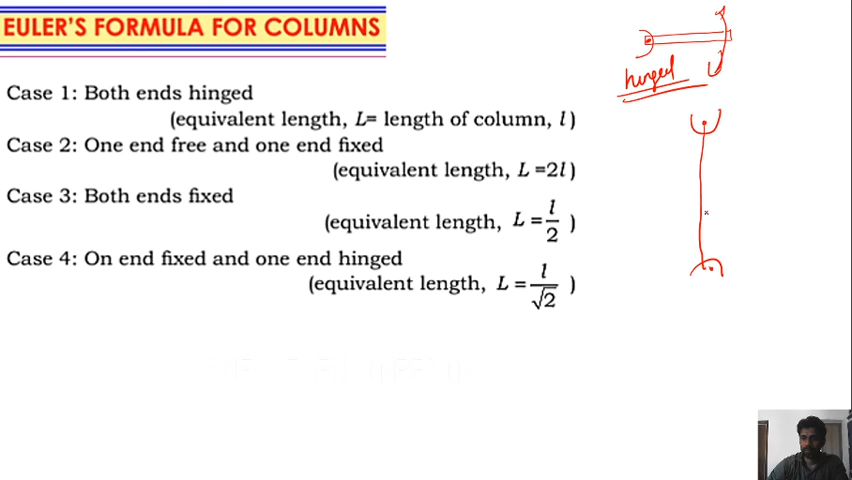 EULER'S FORMULA FOR COLUMNS
hinged
Case 1: Both ends hinged
(equivalent length, L= length of column, l)
Case 2: One end free and one end fixed
(equivalent length, L =2l)
Case 3: Both ends fixed
(equivalent length, L = l/2 )
Case 4: On end fixed and one end hinged
(equivalent length, L = l/√2 )